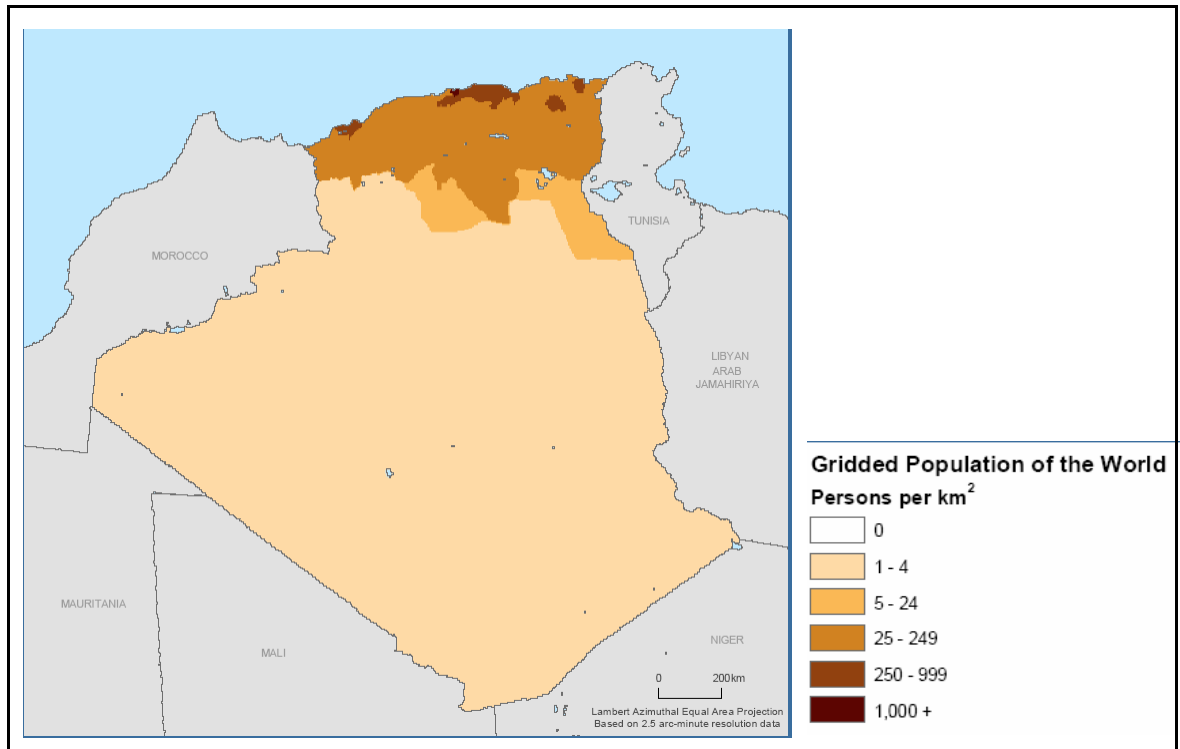 MOROCCO
TUNISIA
LIBYAN
ARAB
JAMAHIRIYA
MAURITANIA
MALI
NIGER
0 200km
Lambert Azimuthal Equal Area Projection
Based on 2.5 arc-minute resolution data
Gridded Population of the World
Persons per km2
0
1 - 4
5 - 24
25 - 249
250 - 999
1,000 +